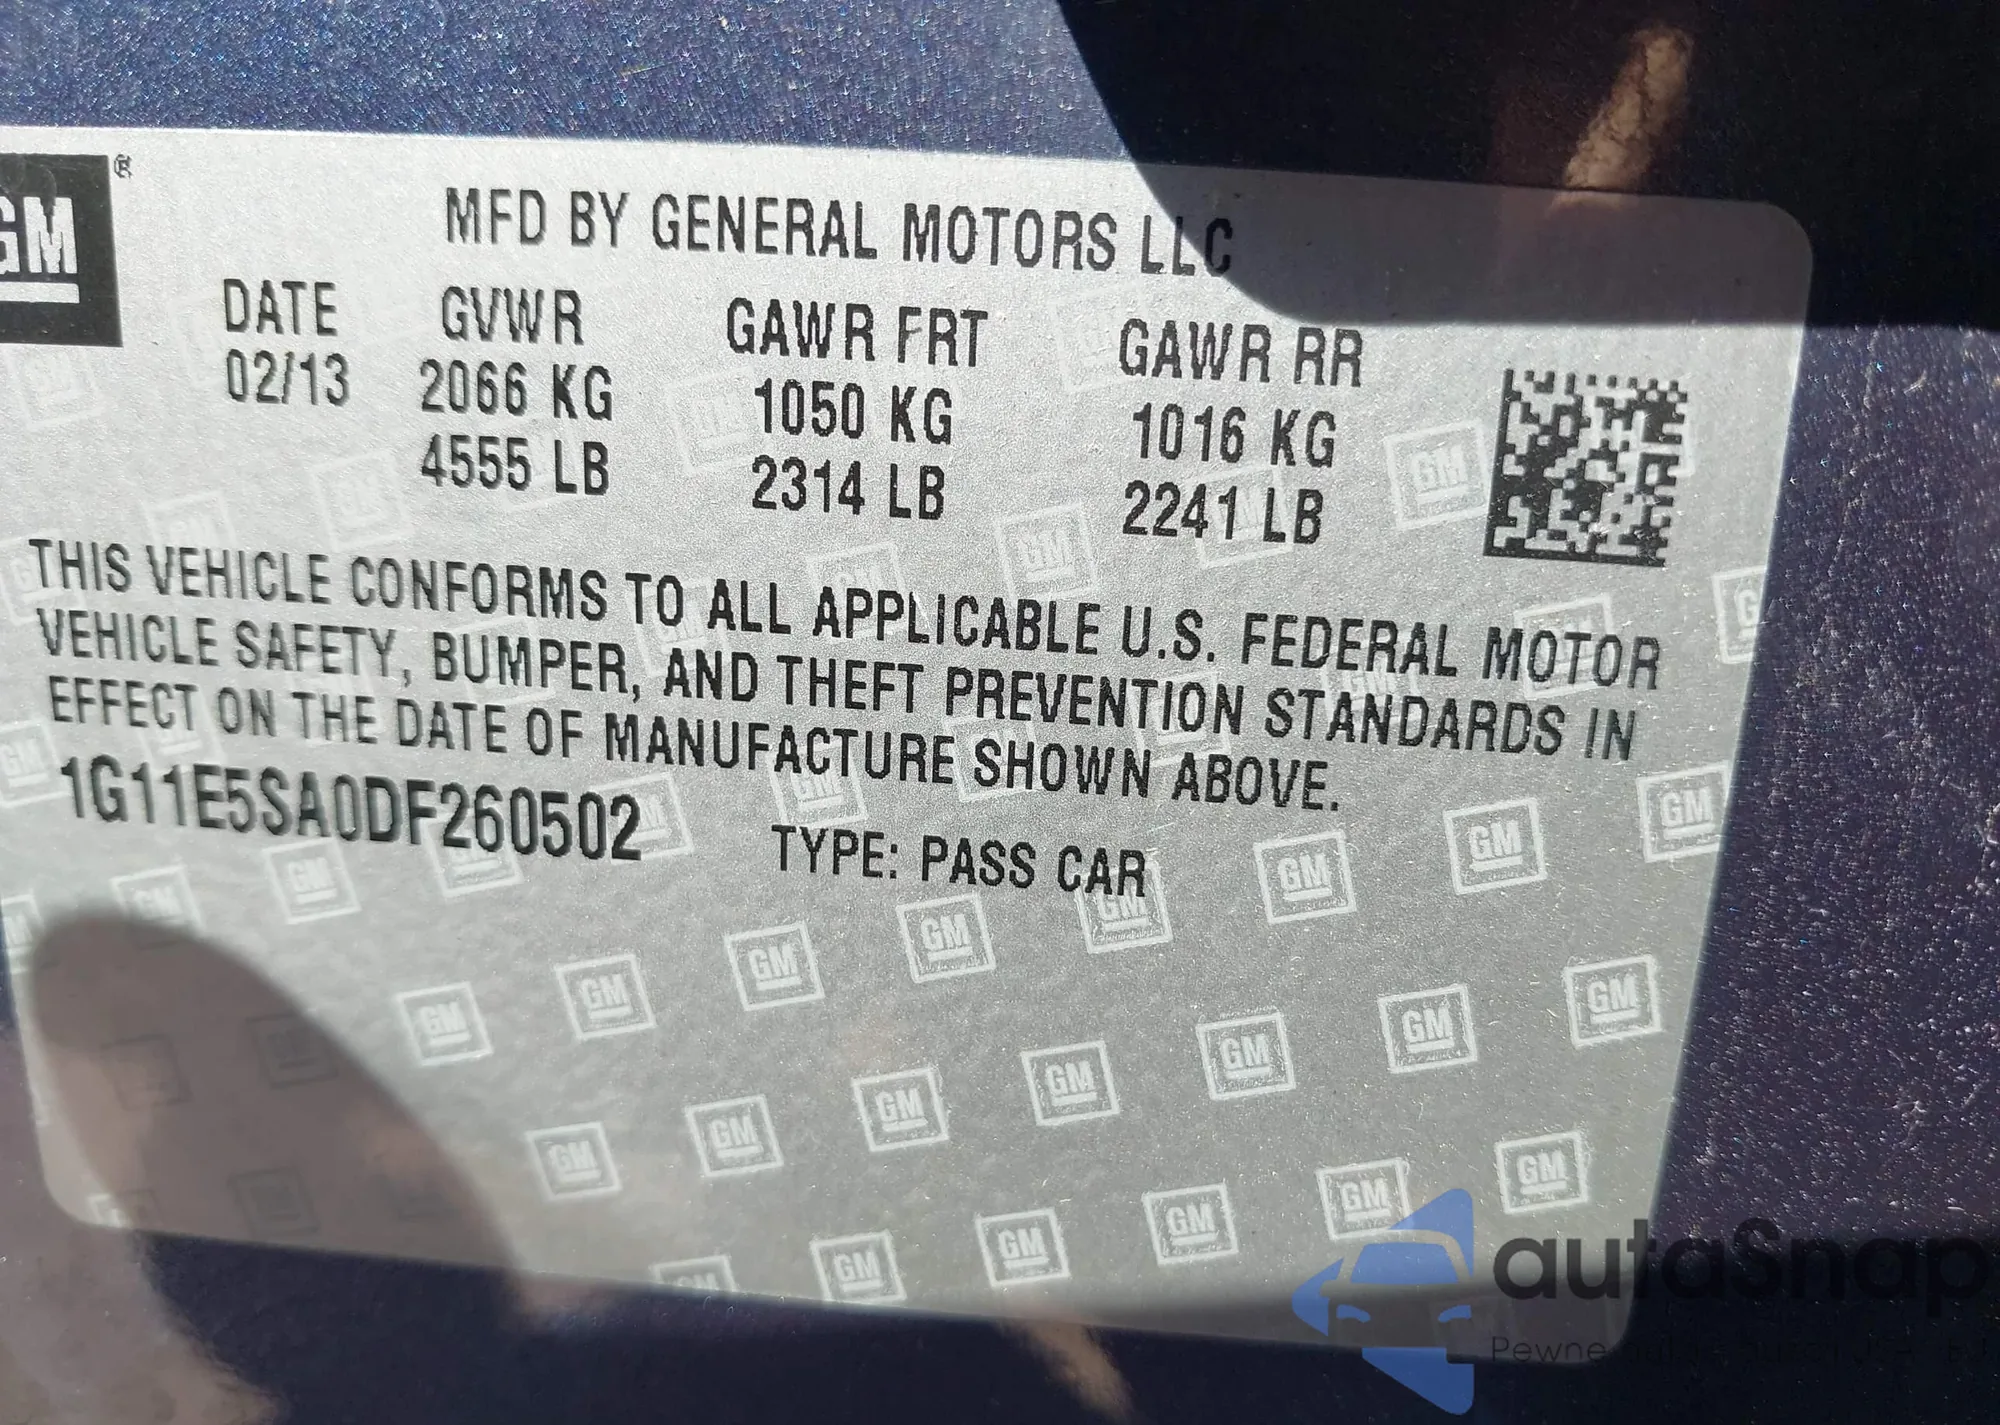 GM®
MFD BY GENERAL MOTORS LLC
DATE GVWR GAWR FRT GAWR RR
02/13 2066 KG 1050 KG 1016 KG
4555 LB 2314 LB 2241 LB
THIS VEHICLE CONFORMS TO ALL APPLICABLE U.S. FEDERAL MOTOR
VEHICLE SAFETY, BUMPER, AND THEFT PREVENTION STANDARDS IN
EFFECT ON THE DATE OF MANUFACTURE SHOWN ABOVE.
1G11E5SA0DF260502 TYPE: PASS CAR
autaSnap
Pewne